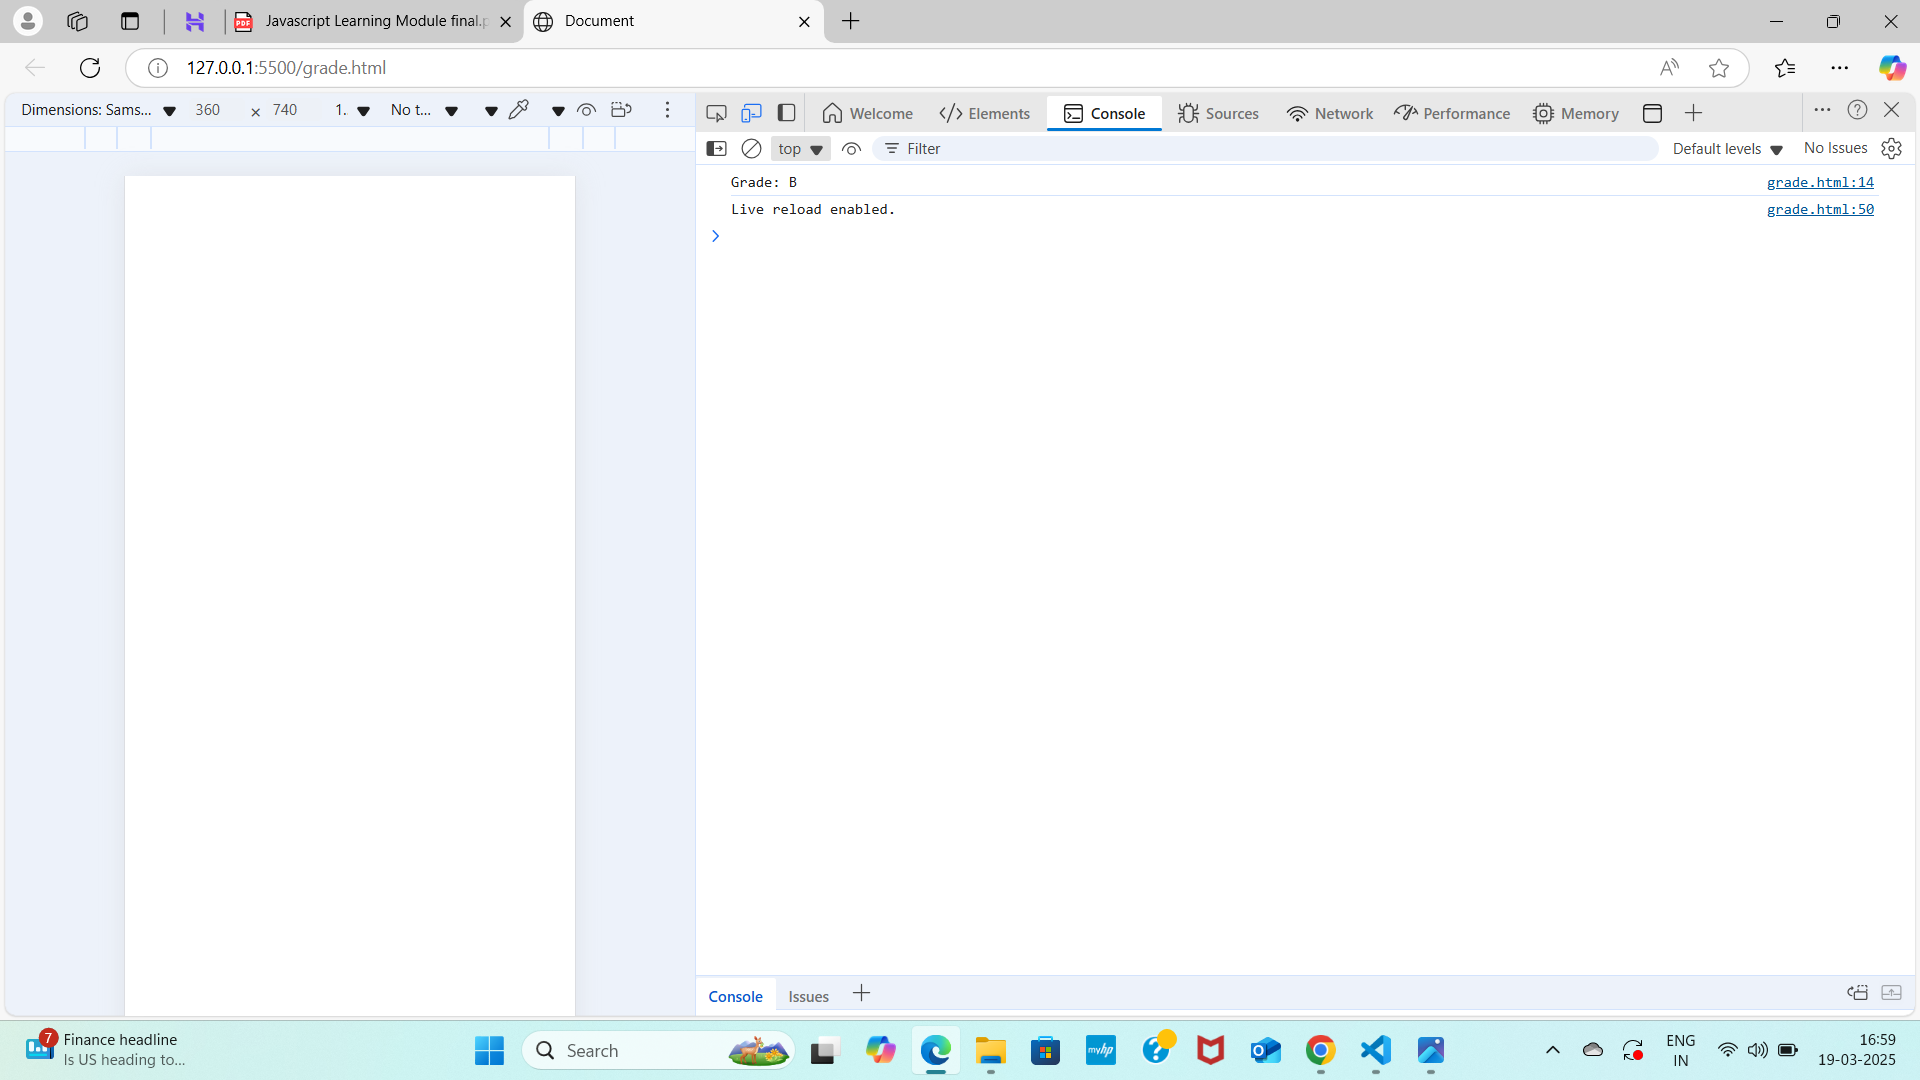 Javascript Learning Module final.p
Document
127.0.0.1:5500/grade.html
Dimensions: Sams... 360 × 740 1. No t...
Welcome Elements Console Sources Network Performance Memory
top Filter Default levels No Issues
Grade: B grade.html:14
Live reload enabled. grade.html:50
Console Issues
7
Finance headline
Is US heading to...
Search
myhp
ENG
IN
16:59
19-03-2025